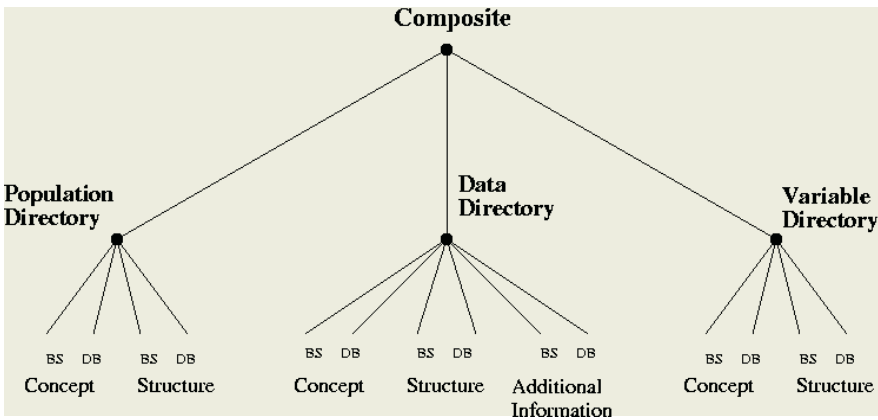 Composite
Population
Directory
Data
Directory
Variable
Directory
BS DB BS DB
BS DB BS DB BS DB
BS DB BS DB
Concept Structure
Concept Structure Additional
Information
Concept Structure